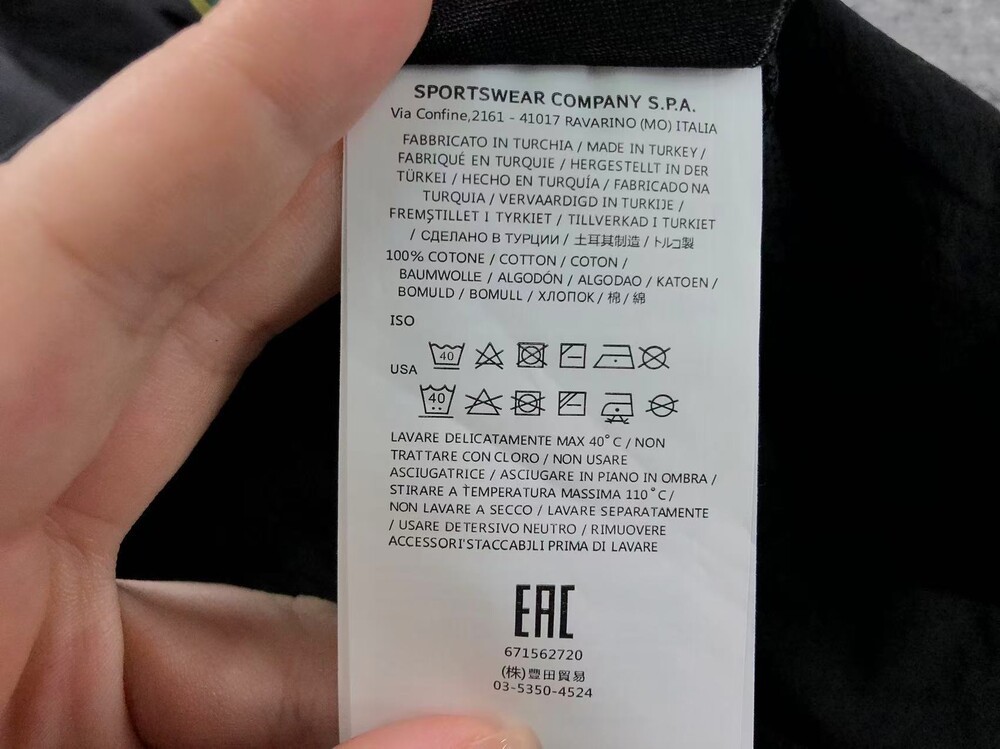 SPORTSWEAR COMPANY S.P.A.
Via Confine,2161 - 41017 RAVARINO (MO) ITALIA
FABBRICATO IN TURCHIA / MADE IN TURKEY /
FABRIQUÉ EN TURQUIE / HERGESTELLT IN DER
TÜRKEI / HECHO EN TURQUÍA / FABRICADO NA
TURQUIA / VERVAARDIGD IN TURKIJE /
FREMSTILLET I TYRKIET / TILLVERKAD I TURKIET
/ СДЕЛАНО В ТУРЦИИ / 土耳其制造 / トルコ製
100% COTONE / COTTON / COTON /
BAUMWOLLE / ALGODÓN / ALGODAO / KATOEN /
BOMULD / BOMULL / ХЛОПОК / 棉 / 綿
ISO
40
USA
40
LAVARE DELICATAMENTE MAX 40°C / NON
TRATTARE CON CLORO / NON USARE
ASCIUGATRICE / ASCIUGARE IN PIANO IN OMBRA /
STIRARE A TEMPERATURA MASSIMA 110°C /
NON LAVARE A SECCO / LAVARE SEPARATAMENTE
/ USARE DETERSIVO NEUTRO / RIMUOVERE
ACCESSORI STACCABILI PRIMA DI LAVARE
EAC
671562720
(株)豊田貿易
03-5350-4524